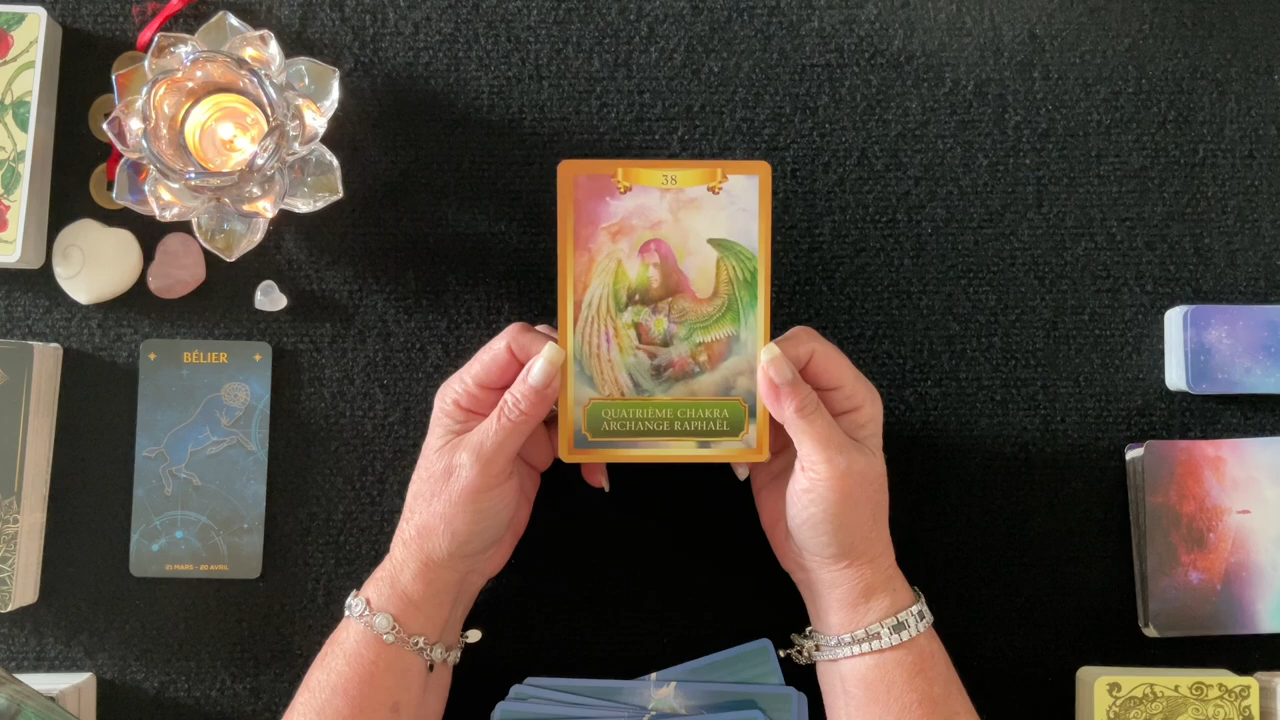 38
QUATRIÈME CHAKRA
ARCHANGE RAPHAËL
BÉLIER
21 MARS - 20 AVRIL